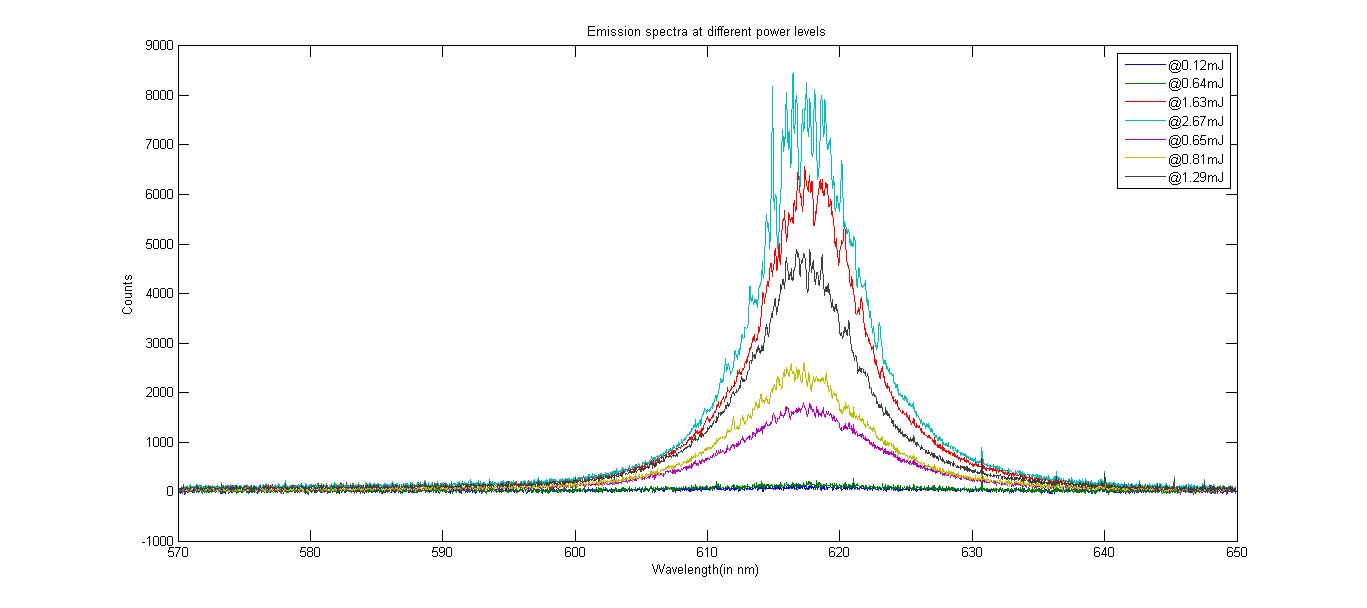 Emission spectra at different power levels
9000
8000
7000
6000
5000
4000
3000
2000
1000
0
-1000
Counts
570
580
590
600
610
620
630
640
650
Wavelength(in nm)
@0.12mJ
@0.64mJ
@1.63mJ
@2.67mJ
@0.65mJ
@0.81mJ
@1.29mJ